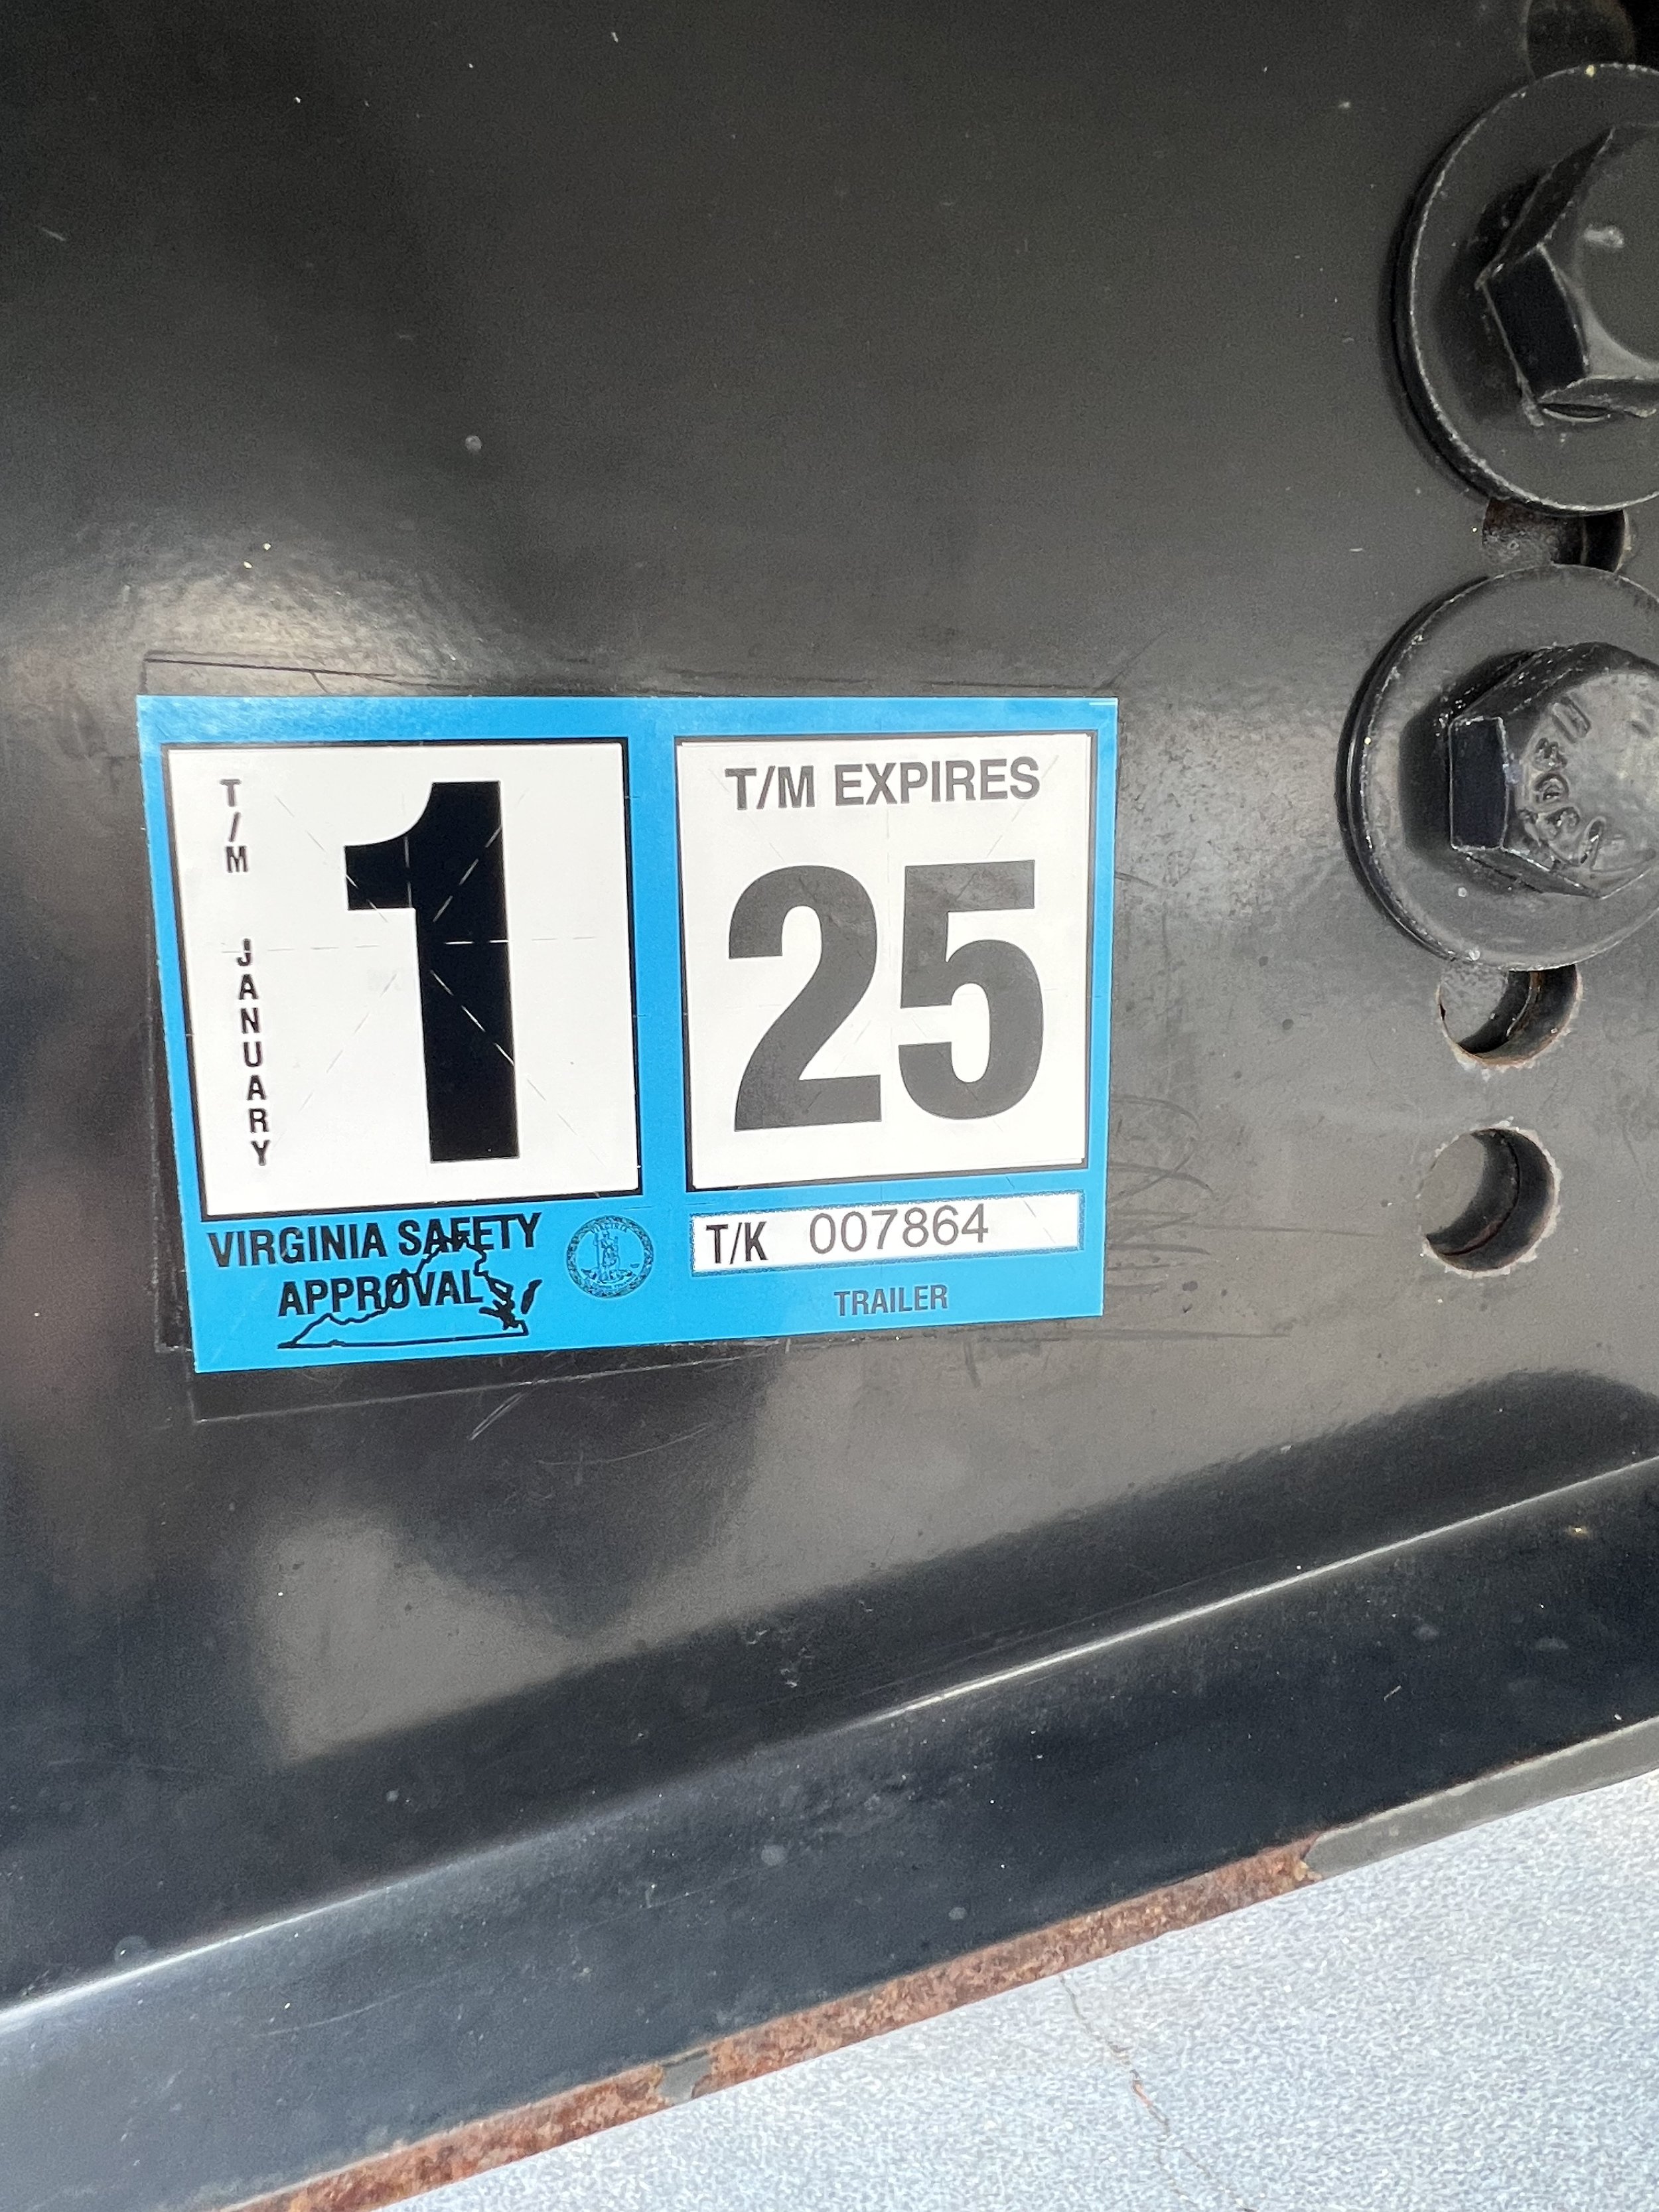 T/M JANUARY
1
T/M EXPIRES
25
VIRGINIA SAFETY
APPROVAL
T/K 007864
TRAILER